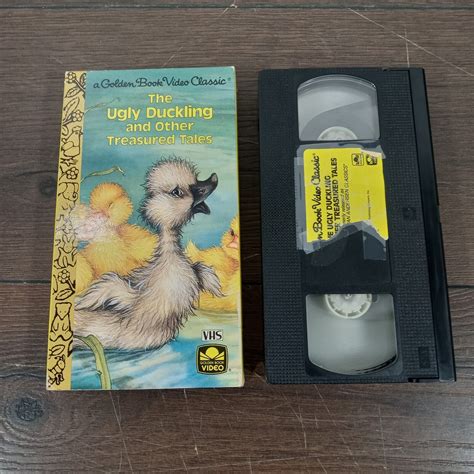 a Golden Book Video Classic®
The
Ugly Duckling
and Other
Treasured Tales
VHS
GOLDEN BOOK
VIDEO
Book Video Classic
UGLY DUCKLING
TREASURED TALES